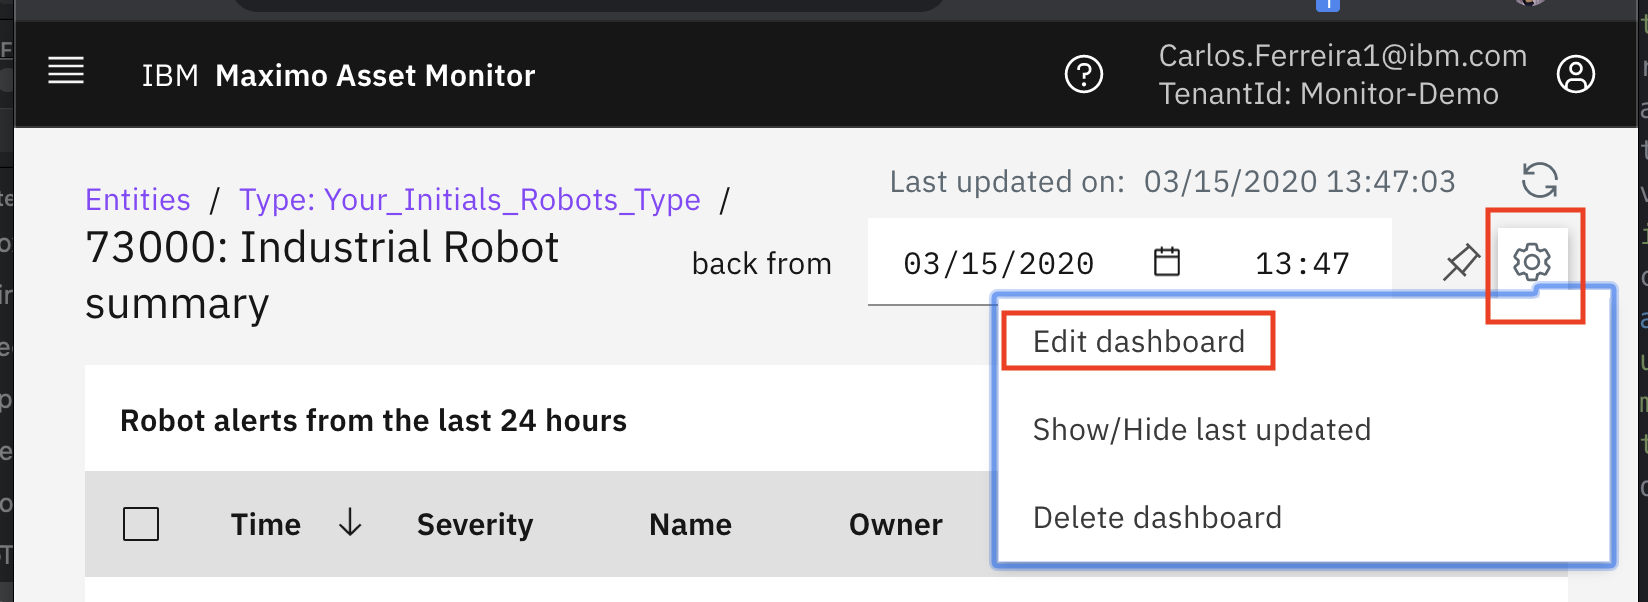 IBM Maximo Asset Monitor
Carlos.Ferreira1@ibm.com
TenantId: Monitor-Demo
Entities / Type: Your_Initials_Robots_Type /
73000: Industrial Robot
summary
Last updated on: 03/15/2020 13:47:03
back from
03/15/2020
13:47
Edit dashboard
Show/Hide last updated
Delete dashboard
Robot alerts from the last 24 hours
Time
Severity
Name
Owner